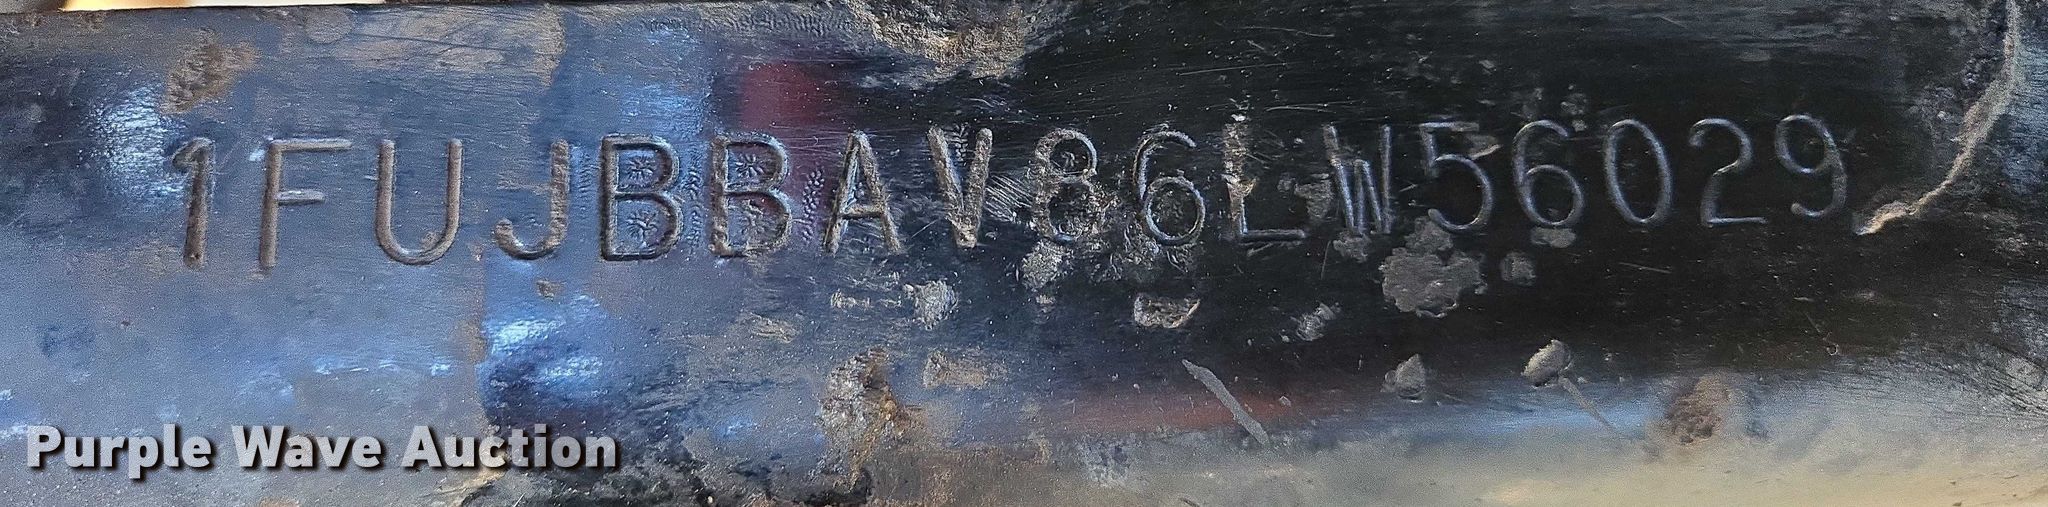 1FUJBBAV86LW56029
Purple Wave Auction